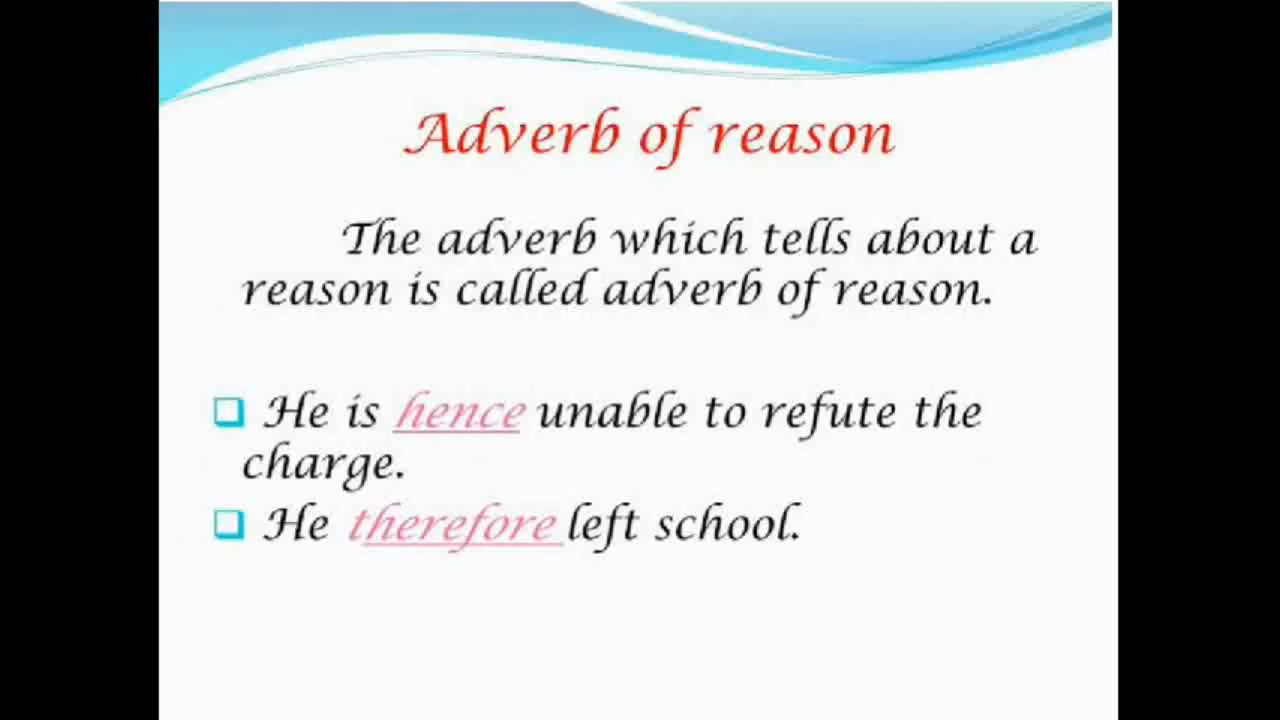 Adverb of reason
The adverb which tells about a
reason is called adverb of reason.
He is hence unable to refute the
charge.
He therefore left school.